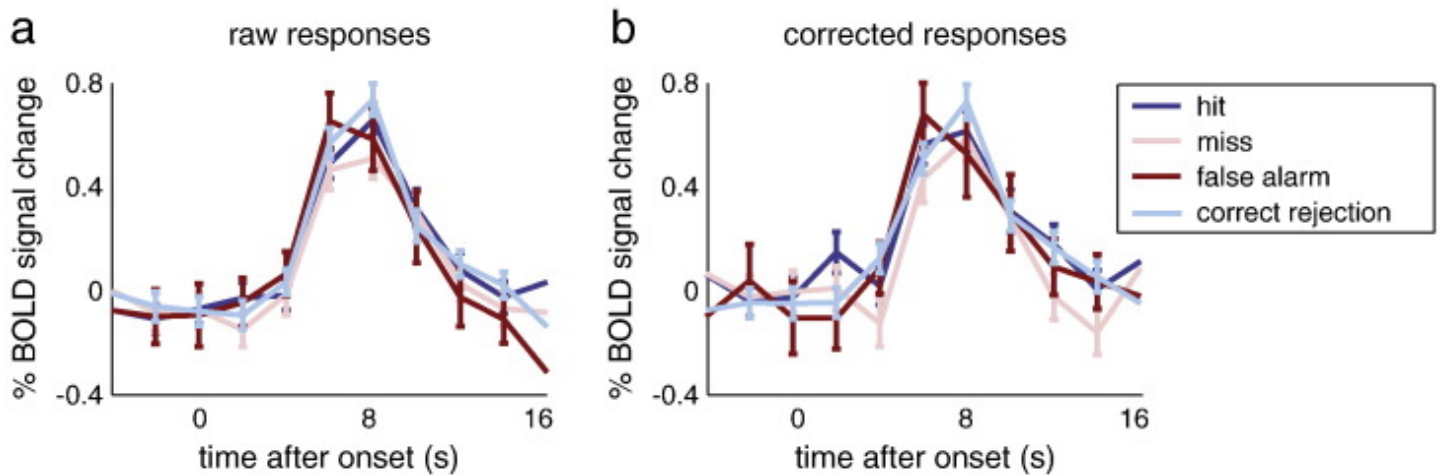 a
raw responses
% BOLD signal change
0.8
0.4
0
-0.4
0
8
16
time after onset (s)
b
corrected responses
% BOLD signal change
0.8
0.4
0
-0.4
0
8
16
time after onset (s)
hit
miss
false alarm
correct rejection